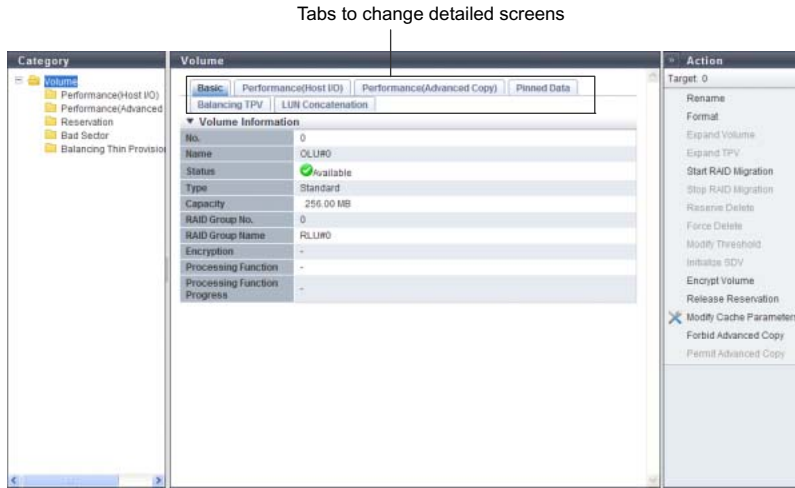 Tabs to change detailed screens
Category
Volume
Performance(Host I/O)
Performance(Advanced
Reservation
Bad Sector
Balancing Thin Provision
Volume
Basic Performance(Host I/O) Performance(Advanced Copy) Pinned Data
Balancing TPV LUN Concatenation
Volume Information
No. 0
Name OLU#0
Status Available
Type Standard
Capacity 256.00 MB
RAID Group No. 0
RAID Group Name RLU#0
Encryption -
Processing Function -
Processing Function
Progress -
Action
Target: 0
Rename
Format
Expand Volume
Expand TPV
Start RAID Migration
Stop RAID Migration
Reserve Delete
Force Delete
Modify Threshold
Initialize SDV
Encrypt Volume
Release Reservation
Modify Cache Parameters
Forbid Advanced Copy
Permit Advanced Copy